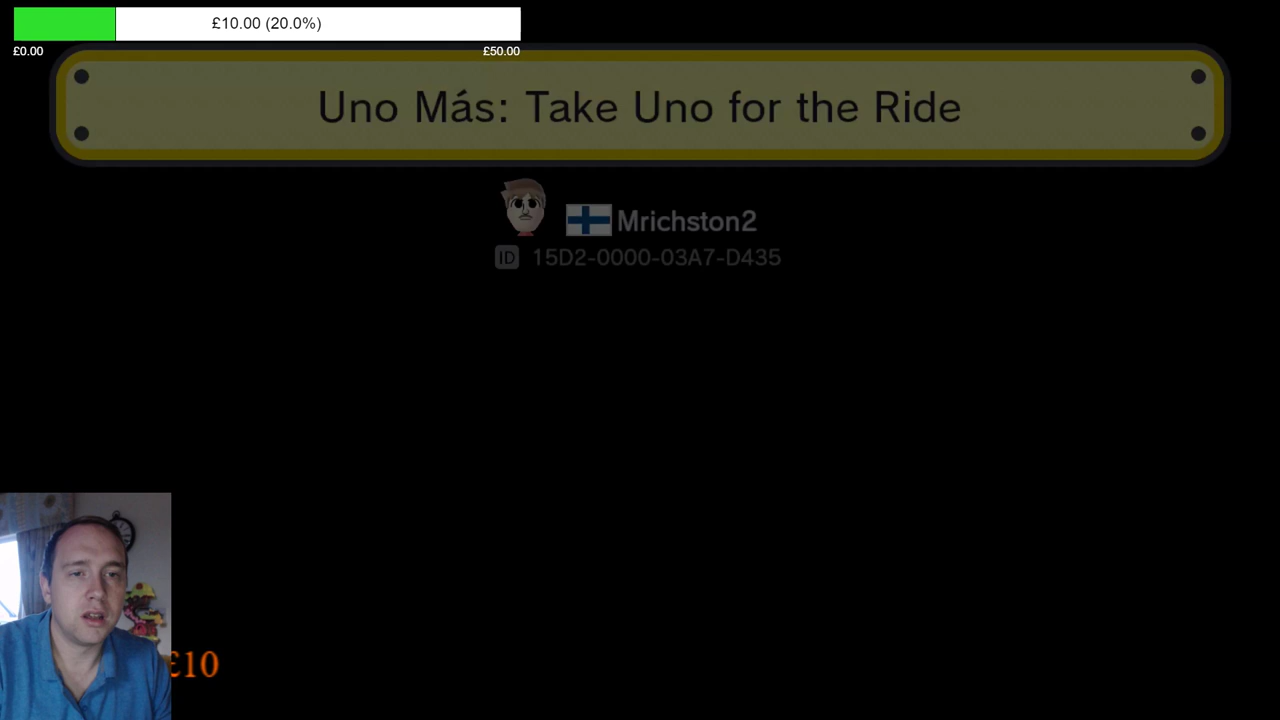 £10.00 (20.0%)
£0.00 £50.00
Uno Más: Take Uno for the Ride
Mrichston2
ID 15D2-0000-03A7-D435
£10